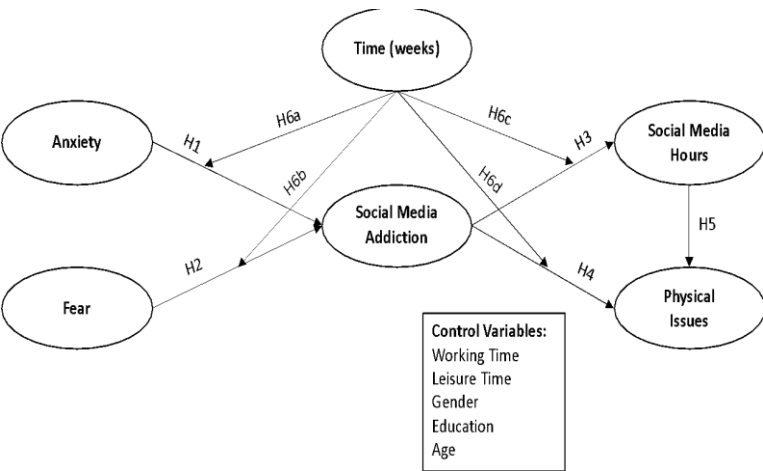 Time (weeks)
H6a
H6c
Anxiety
H1
H3
Social Media
Hours
H6b
H6d
Social Media
Addiction
H5
H2
H4
Fear
Physical
Issues
Control Variables:
Working Time
Leisure Time
Gender
Education
Age